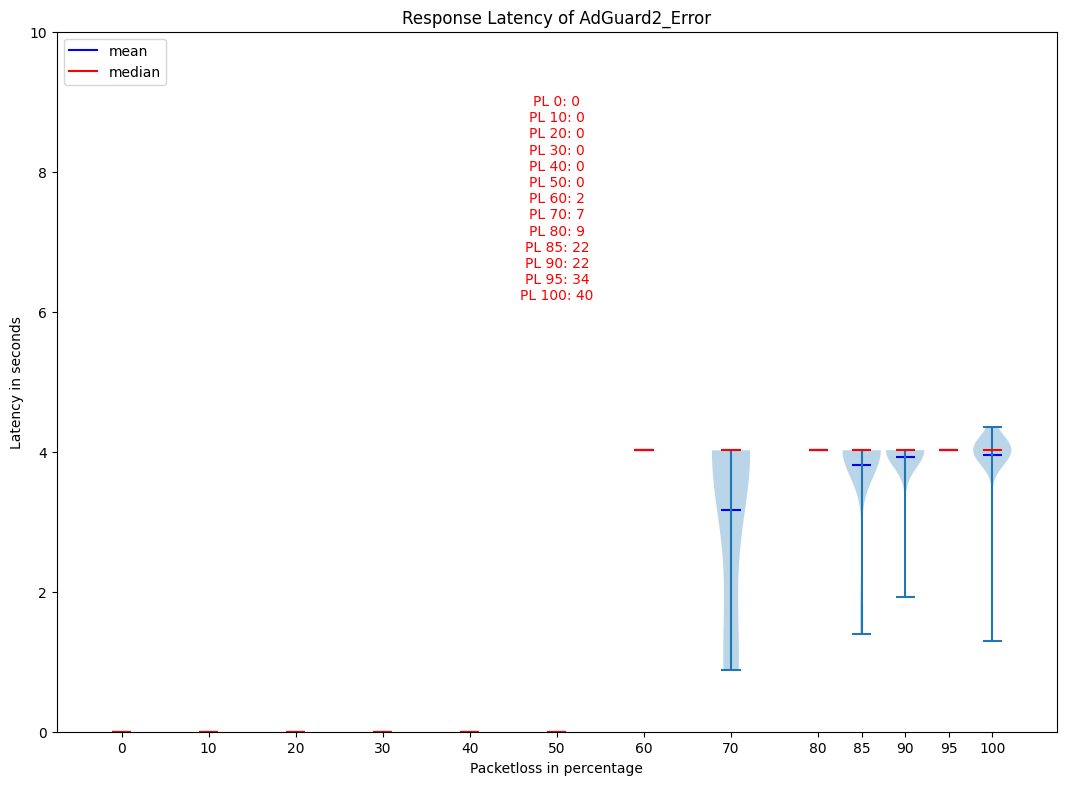 Response Latency of AdGuard2_Error
10
8
6
4
2
0
Latency in seconds
mean
median
PL 0: 0
PL 10: 0
PL 20: 0
PL 30: 0
PL 40: 0
PL 50: 0
PL 60: 2
PL 70: 7
PL 80: 9
PL 85: 22
PL 90: 22
PL 95: 34
PL 100: 40
0 10 20 30 40 50 60 70 80 85 90 95 100
Packetloss in percentage